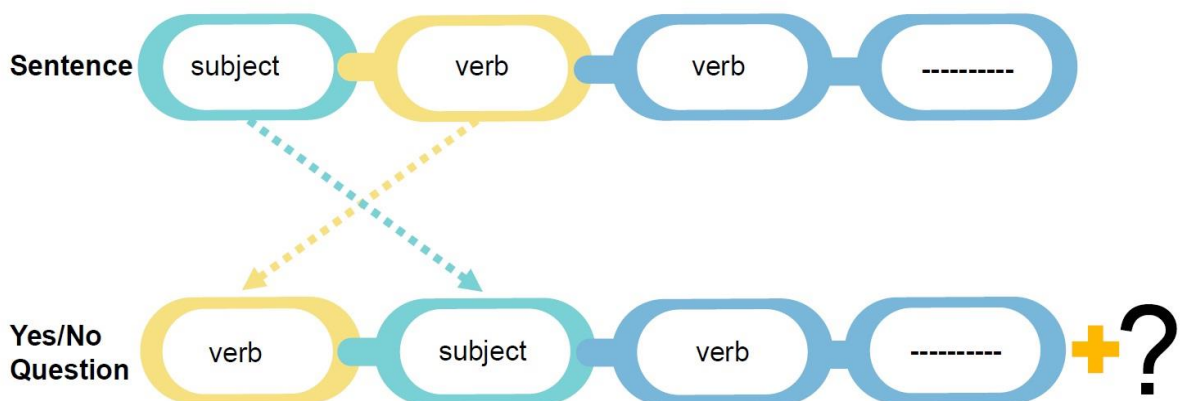 Sentence subject verb verb ----------
Yes/No
Question verb subject verb ---------- + ?